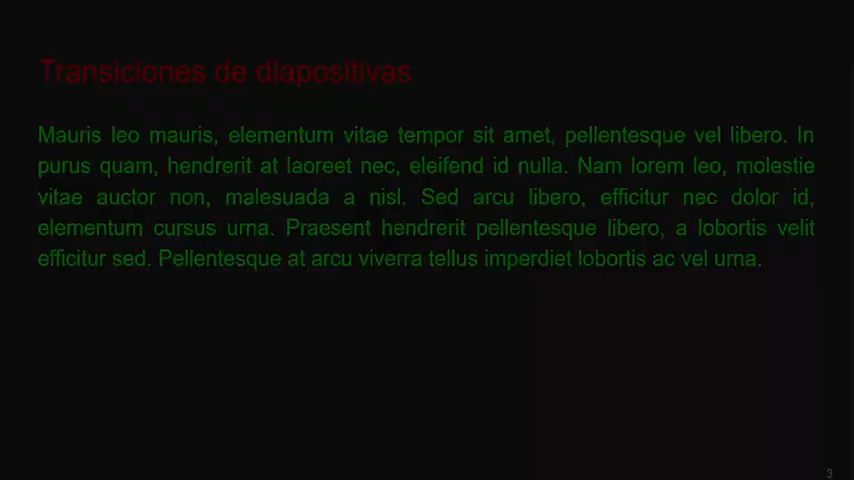 Transiciones de diapositivas
Mauris leo mauris, elementum vitae tempor sit amet, pellentesque vel libero. In
purus quam, hendrerit at laoreet nec, eleifend id nulla. Nam lorem leo, molestie
vitae auctor non, malesuada a nisl. Sed arcu libero, efficitur nec dolor id,
elementum cursus urna. Praesent hendrerit pellentesque libero, a lobortis velit
efficitur sed. Pellentesque at arcu viverra tellus imperdiet lobortis ac vel urna.
3